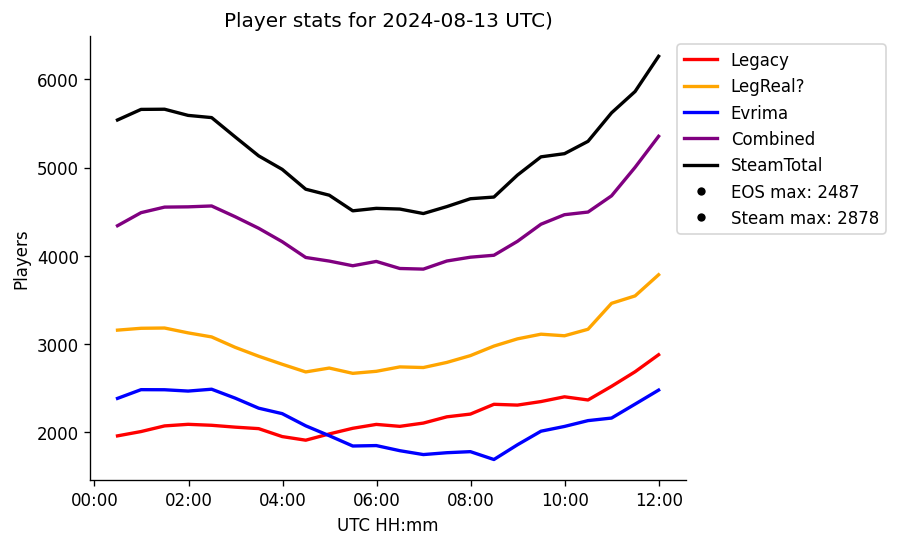 Player stats for 2024-08-13 UTC)
6000
5000
4000
3000
2000
Players
00:00 02:00 04:00 06:00 08:00 10:00 12:00
UTC HH:mm
Legacy
LegReal?
Evrima
Combined
SteamTotal
EOS max: 2487
Steam max: 2878